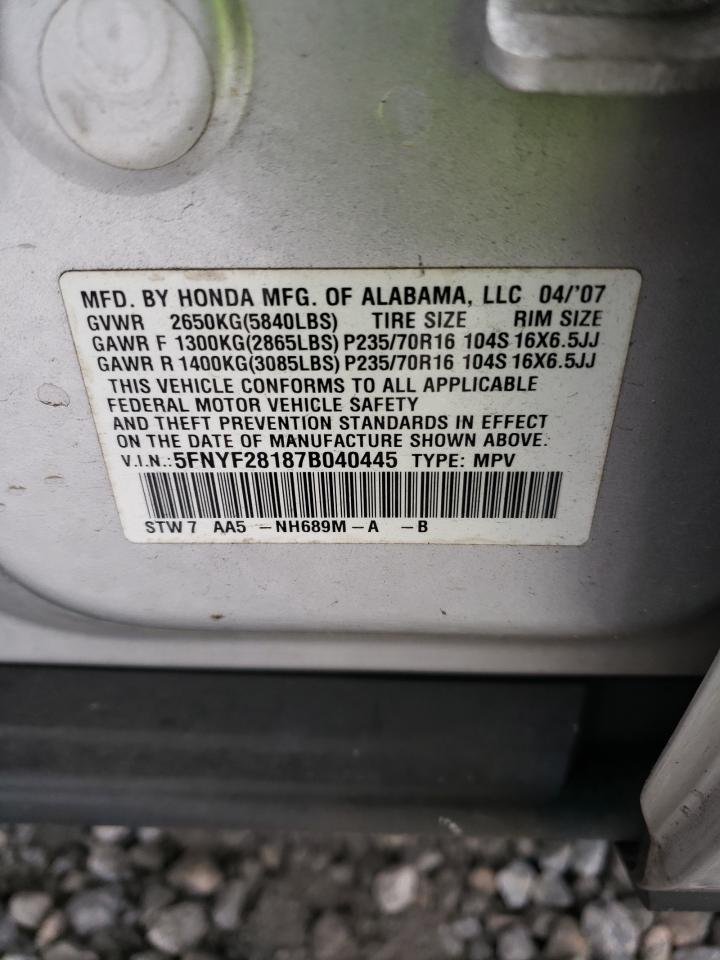 MFD. BY HONDA MFG. OF ALABAMA, LLC 04/'07
GVWR 2650KG(5840LBS) TIRE SIZE RIM SIZE
GAWR F 1300KG(2865LBS) P235/70R16 104S 16X6.5JJ
GAWR R 1400KG(3085LBS) P235/70R16 104S 16X6.5JJ
THIS VEHICLE CONFORMS TO ALL APPLICABLE
FEDERAL MOTOR VEHICLE SAFETY
AND THEFT PREVENTION STANDARDS IN EFFECT
ON THE DATE OF MANUFACTURE SHOWN ABOVE.
V.I.N.: 5FNYF28187B040445 TYPE: MPV
STW7 AA5 -NH689M-A -B